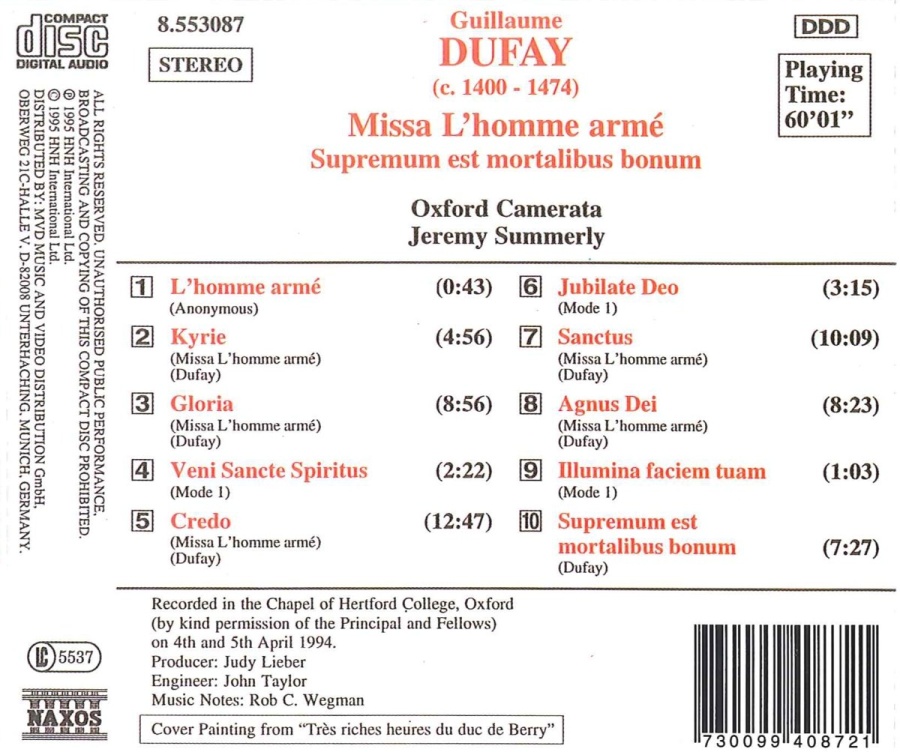 COMPACT
disc
DIGITAL AUDIO
8.553087
STEREO
Guillaume
DUFAY
(c. 1400 - 1474)
Missa L’homme armé
Supremum est mortalibus bonum
DDD
Playing
Time:
60’01”
Oxford Camerata
Jeremy Summerly
ALL RIGHTS RESERVED. UNAUTHORISED PUBLIC PERFORMANCE,
BROADCASTING AND COPYING OF THIS COMPACT DISC PROHIBITED.
℗ 1995 HNH International Ltd.
© 1995 HNH International Ltd.
DISTRIBUTED BY: MVD MUSIC AND VIDEO DISTRIBUTION GmbH,
OBERWEG 21C-HALLE V. D-82008 UNTERHACHING, MUNICH, GERMANY.
1 L’homme armé (0:43)
(Anonymous)
2 Kyrie (4:56)
(Missa L’homme armé)
(Dufay)
3 Gloria (8:56)
(Missa L’homme armé)
(Dufay)
4 Veni Sancte Spiritus (2:22)
(Mode 1)
5 Credo (12:47)
(Missa L’homme armé)
(Dufay)
6 Jubilate Deo (3:15)
(Mode 1)
7 Sanctus (10:09)
(Missa L’homme armé)
(Dufay)
8 Agnus Dei (8:23)
(Missa L’homme armé)
(Dufay)
9 Illumina faciem tuam (1:03)
(Mode 1)
10 Supremum est
mortalibus bonum (7:27)
(Dufay)
Recorded in the Chapel of Hertford College, Oxford
(by kind permission of the Principal and Fellows)
on 4th and 5th April 1994.
Producer: Judy Lieber
Engineer: John Taylor
Music Notes: Rob C. Wegman
Cover Painting from “Très riches heures du duc de Berry”
LC 5537
NAXOS
730099 408721